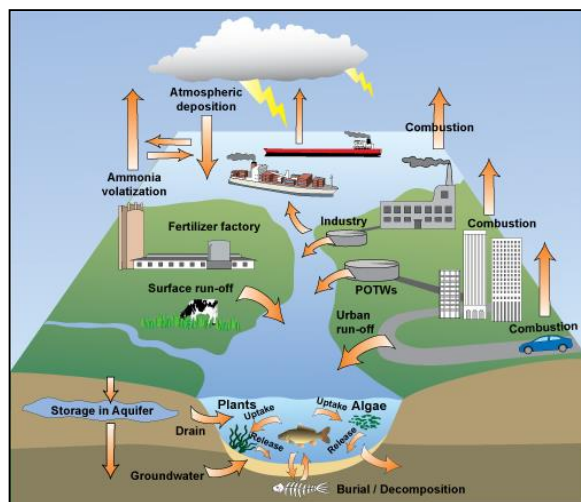 Atmospheric
deposition
Combustion
Ammonia
volatization
Industry
Combustion
Fertilizer factory
POTWs
Surface run-off
Urban
run-off
Combustion
Plants
Uptake
Uptake
Algae
Storage in Aquifer
Drain
Release
Release
Groundwater
Burial / Decomposition